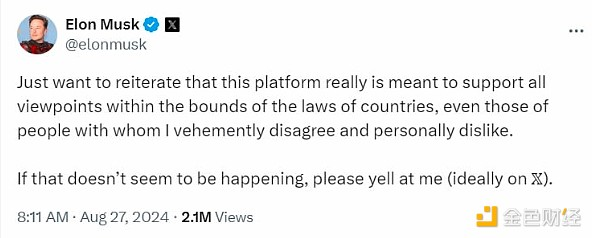 Elon Musk
@elonmusk
Just want to reiterate that this platform really is meant to support all
viewpoints within the bounds of the laws of countries, even those of
people with whom I vehemently disagree and personally dislike.
If that doesn’t seem to be happening, please yell at me (ideally on 𝕏).
8:11 AM · Aug 27, 2024 · 2.1M Views
金色财经